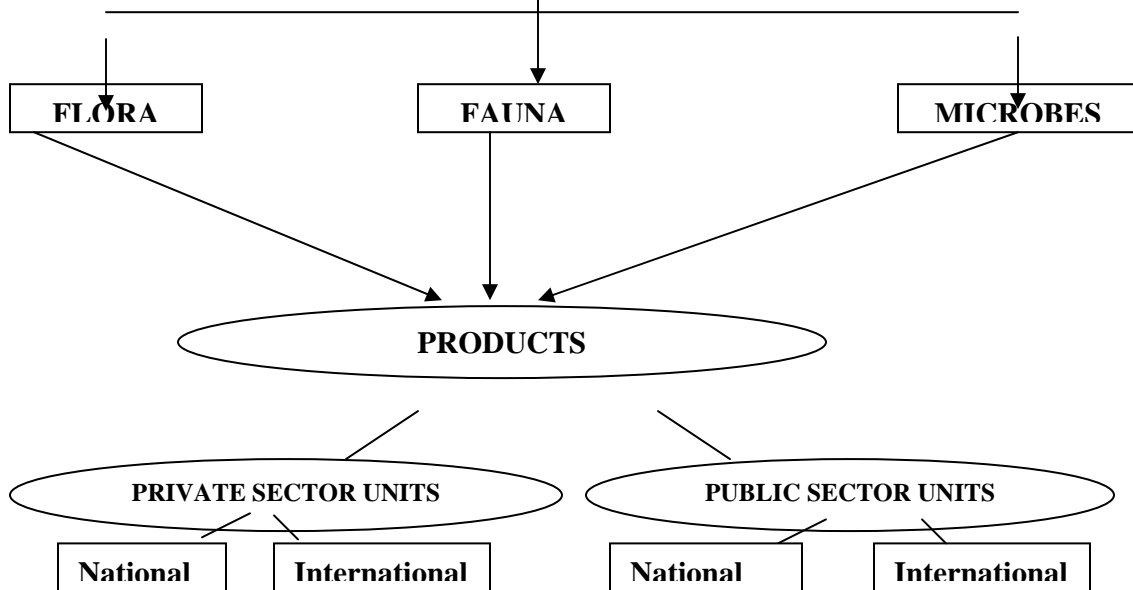 FLORA FAUNA MICROBES
PRODUCTS
PRIVATE SECTOR UNITS PUBLIC SECTOR UNITS
National International National International